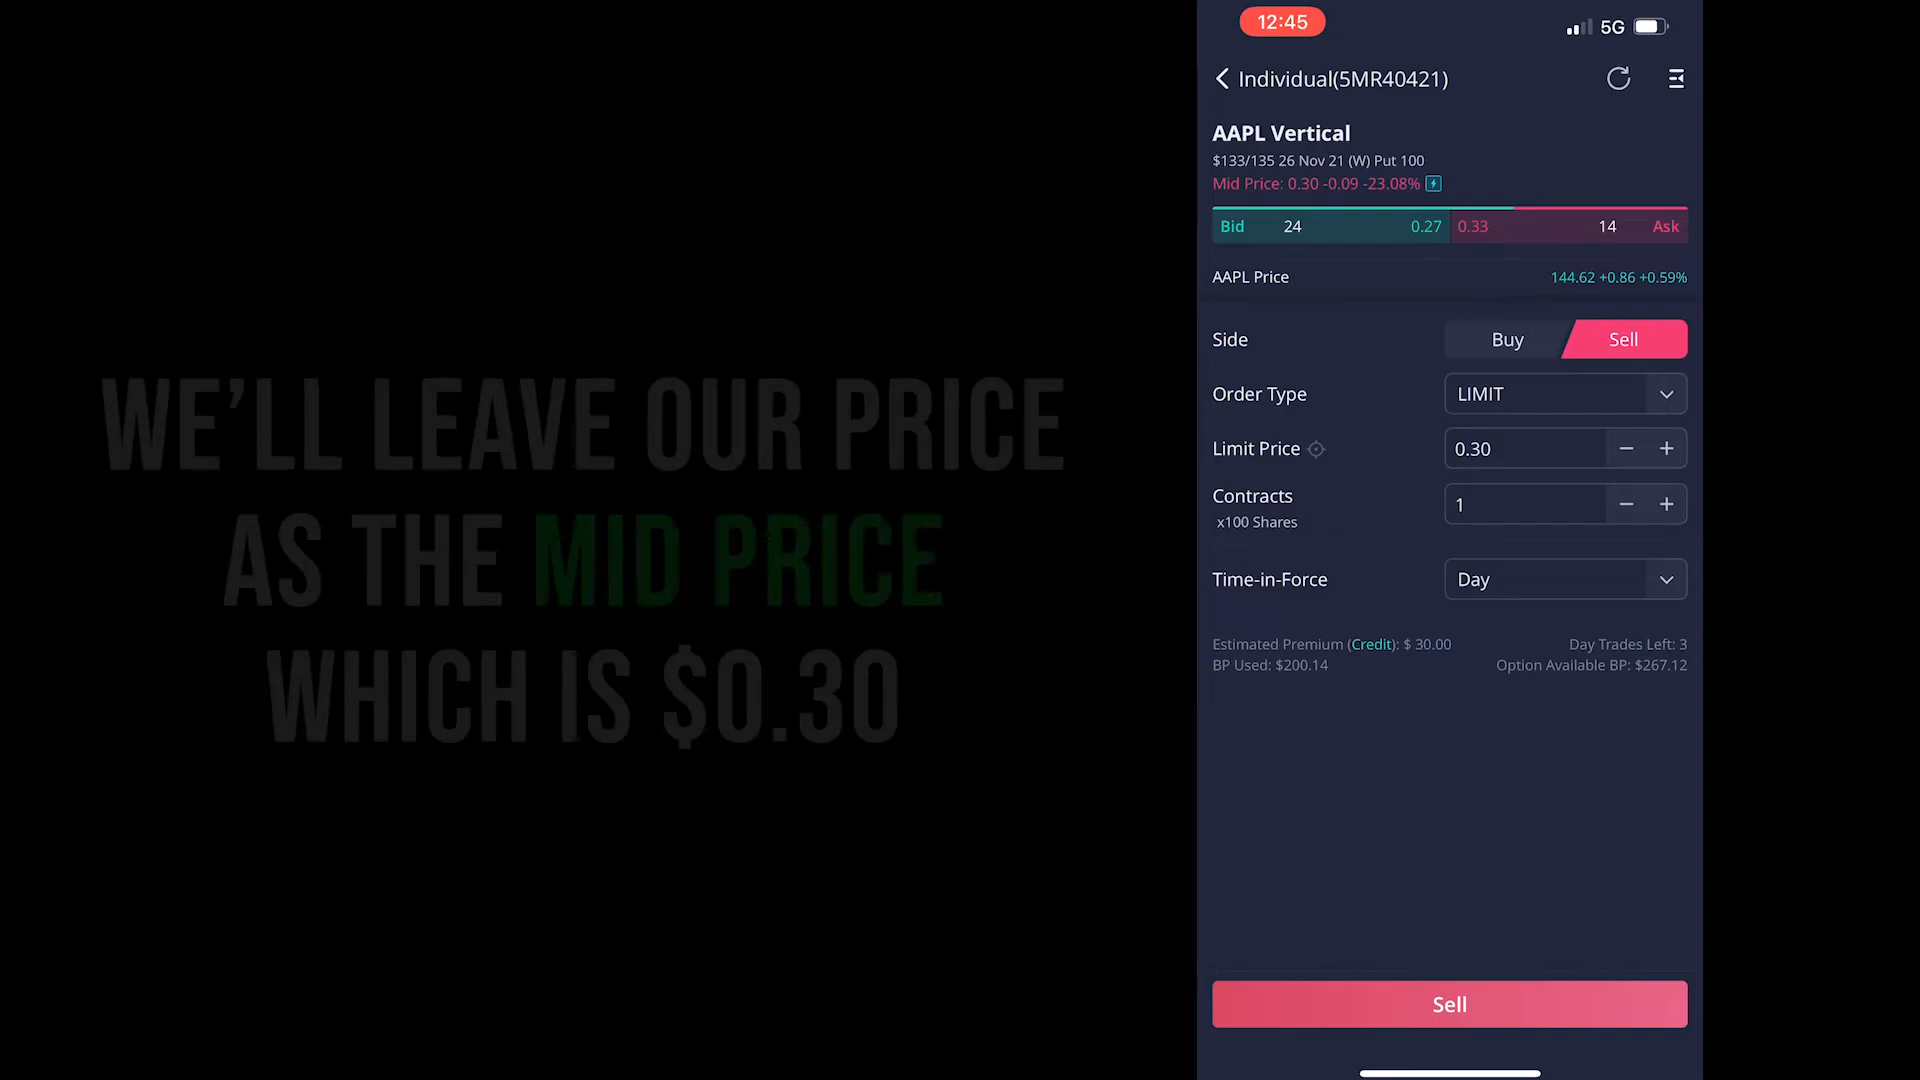 WE'LL LEAVE OUR PRICE
AS THE MID PRICE
WHICH IS $0.30
12:45
5G
Individual(5MR40421)
AAPL Vertical
$133/135 26 Nov 21 (W) Put 100
Mid Price: 0.30 -0.09 -23.08%
Bid 24 0.27 0.33 14 Ask
AAPL Price 144.62 +0.86 +0.59%
Side Buy Sell
Order Type LIMIT
Limit Price 0.30 − +
Contracts 1 − +
x100 Shares
Time-in-Force Day
Estimated Premium (Credit): $ 30.00 Day Trades Left: 3
BP Used: $200.14 Option Available BP: $267.12
Sell